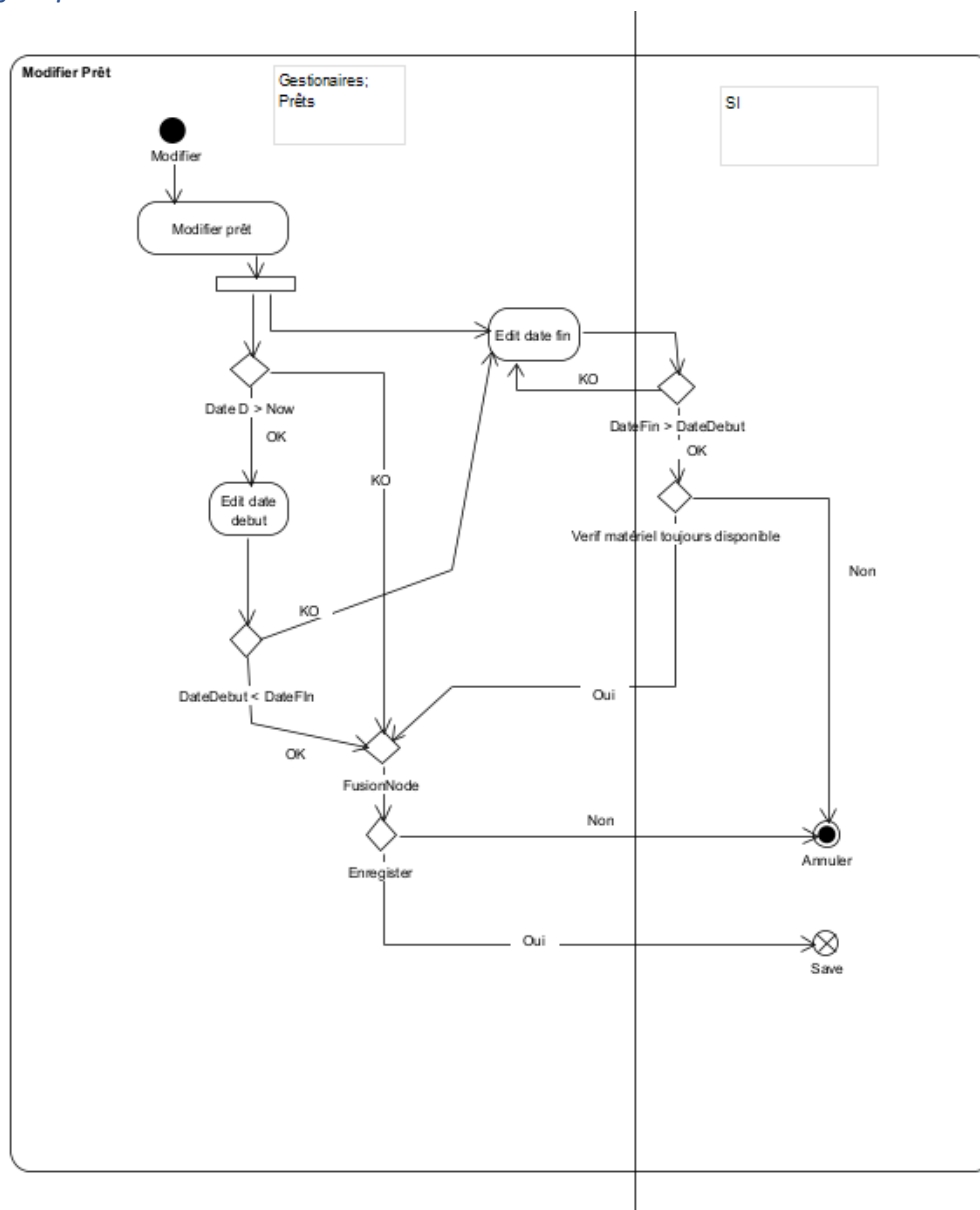 Modifier Prêt
Gestionaires;
Prêts
SI
Modifier
Modifier prêt
Edit date fin
KO
Date D > Now
DateFin > DateDebut
OK
OK
KO
Edit date
debut
Verif matériel toujours disponible
Non
KO
DateDebut < DateFIn
Oui
OK
FusionNode
Non
Annuler
Enregister
Oui
Save